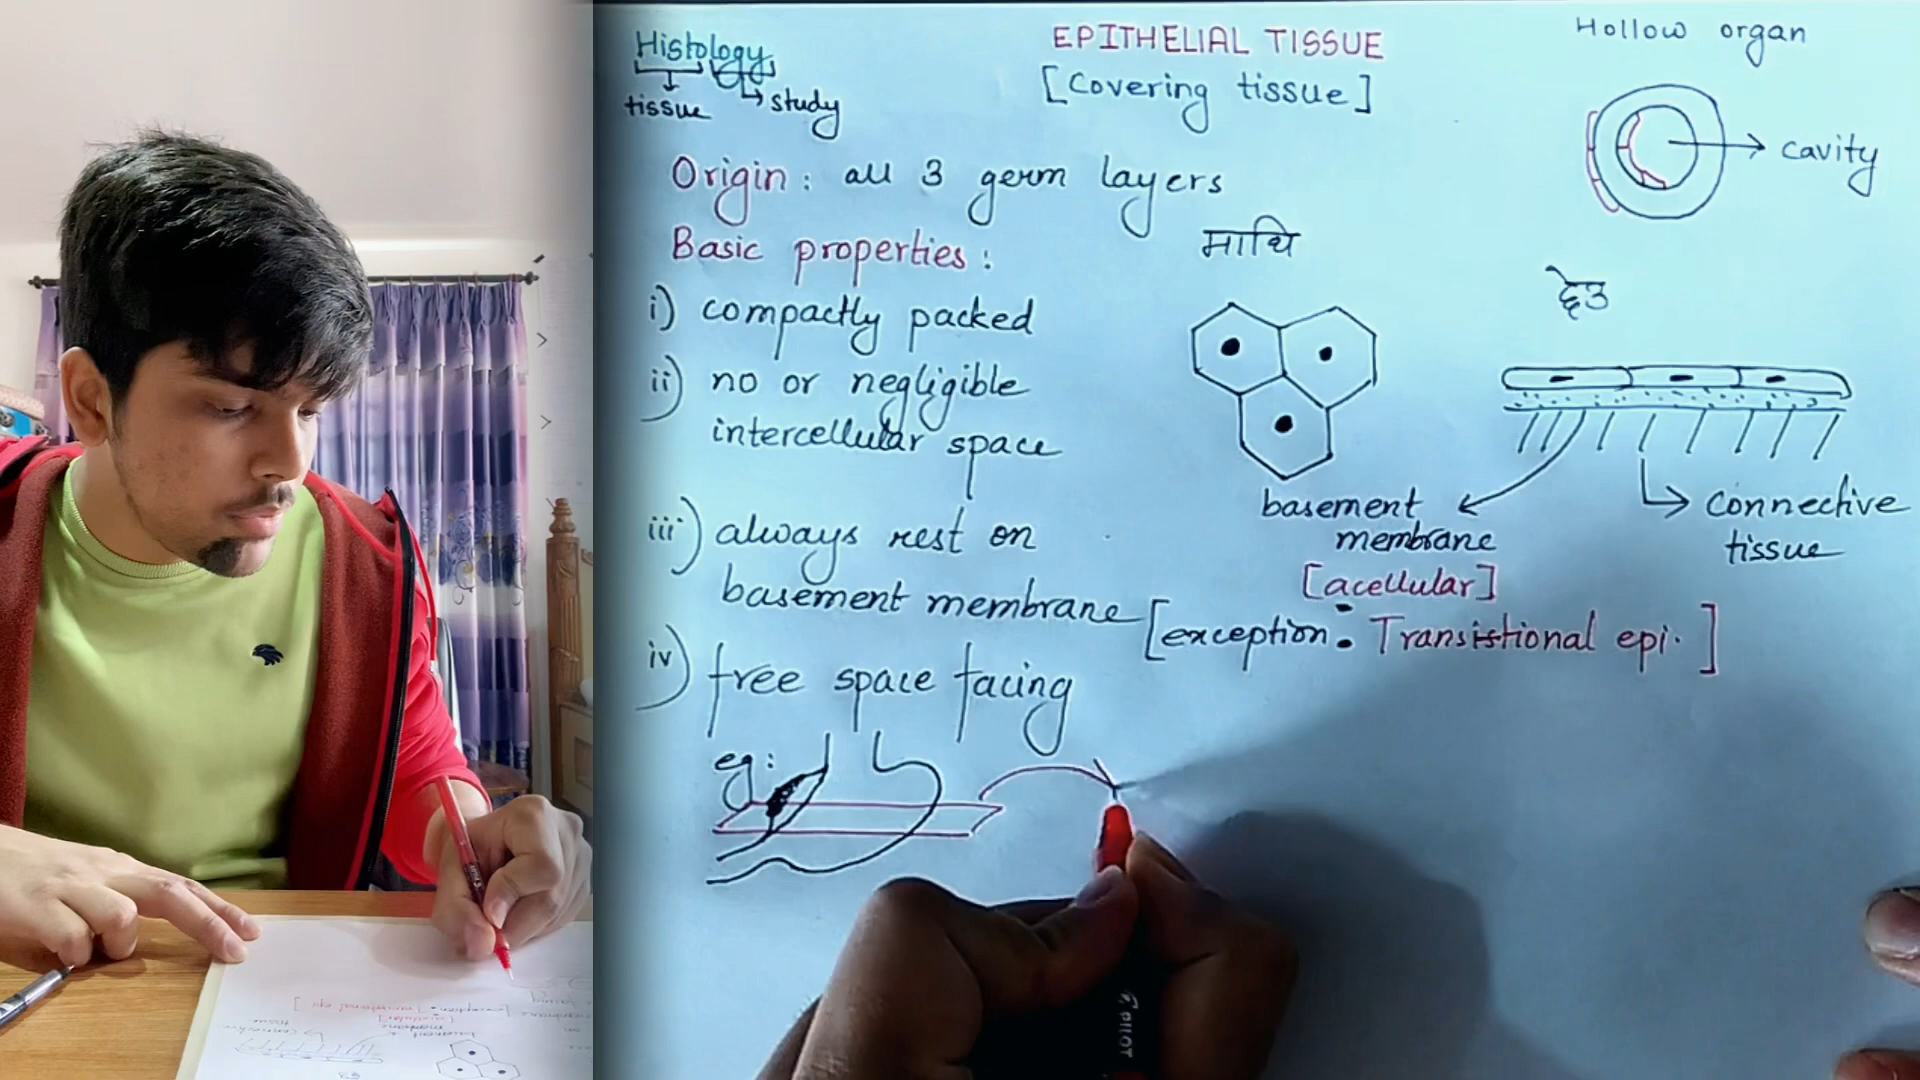 Histology
tissue
study
EPITHELIAL TISSUE
[Covering tissue]
Hollow organ
cavity
Origin: all 3 germ layers
Basic properties:
i) compactly packed
ii) no or negligible
intercellular space
iii) always rest on
basement membrane [exception: Transitional epi.]
iv) free space facing
eg:
माथि
basement
membrane
[acellular]
connective
tissue
PILOT